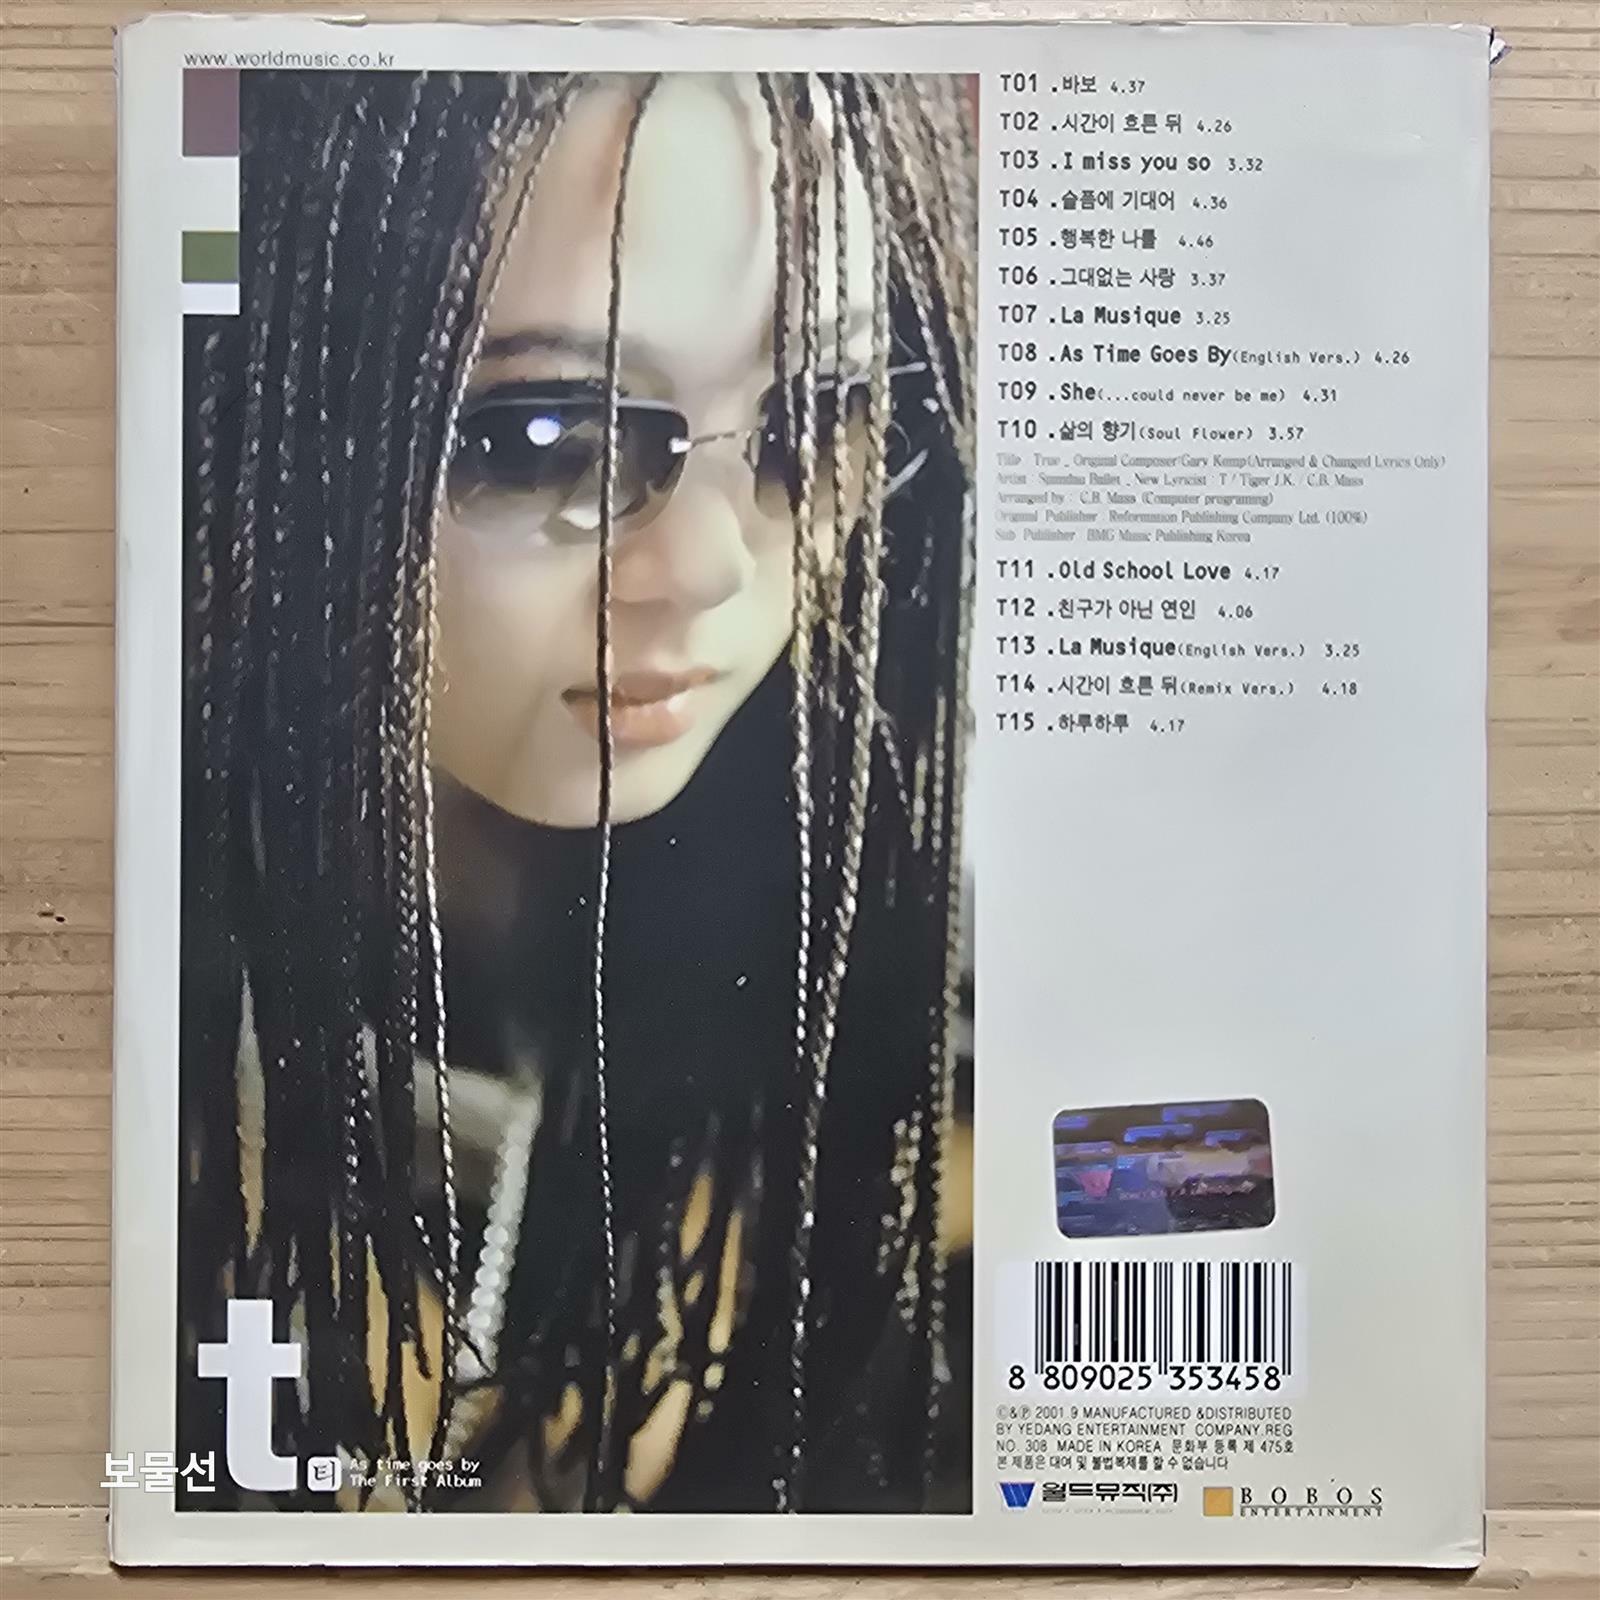 www.worldmusic.co.kr
T01 .바보 4.37
T02 .시간이 흐른 뒤 4.26
T03 .I miss you so 3.32
T04 .슬픔에 기대어 4.36
T05 .행복한 나를 4.46
T06 .그대없는 사랑 3.37
T07 .La Musique 3.25
T08 .As Time Goes By(English Vers.) 4.26
T09 .She(...could never be me) 4.31
T10 .삶의 향기(Soul Flower) 3.57
Title : True _ Original Composer:Gary Kemp(Arranged & Changed Lyrics Only)
Artist : Spandau Ballet _ New Lyricist : T / Tiger J.K. / C.B. Mass
Arranged by : C.B. Mass (Computer programing)
Original Publisher : Reformation Publishing Company Ltd. (100%)
Sub Publisher : BMG Music Publishing Korea
T11 .Old School Love 4.17
T12 .친구가 아닌 연인 4.06
T13 .La Musique(English Vers.) 3.25
T14 .시간이 흐른 뒤(Remix Vers.) 4.18
T15 .하루하루 4.17
8 809025 353458
©&℗ 2001.9 MANUFACTURED &DISTRIBUTED
BY YEDANG ENTERTAINMENT COMPANY.REG
NO. 308 MADE IN KOREA 문화부 등록 제 475호
본 제품은 대여 및 불법복제를 할 수 없습니다
월드뮤직(주)
BOBOS
ENTERTAINMENT
t
티
As time goes by
The First Album
보물선